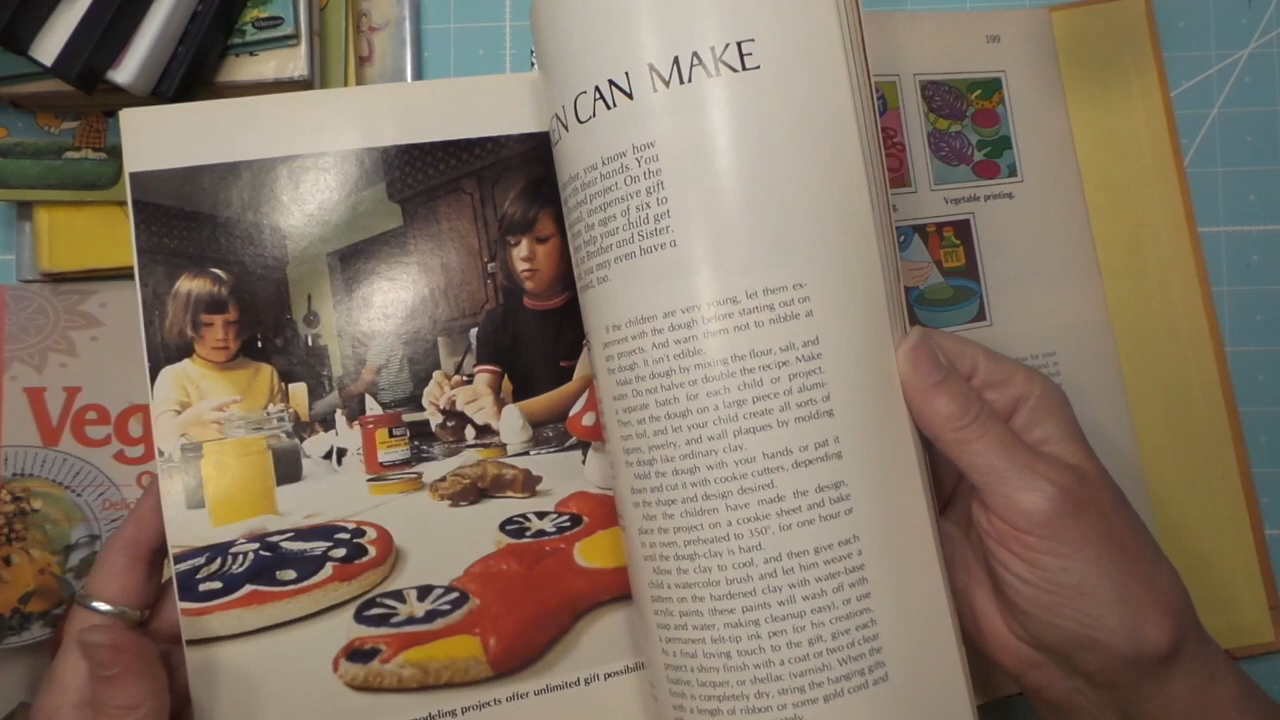 Whitman
199
Vegetable printing.
Veg
EN CAN MAKE
you know how
with their hands. You
project. On the
inexpensive gift
the ages of six to
help your child get
or Brother and Sister.
you may even have a
too.
If the children are very young, let them ex-
periment with the dough before starting out on
any projects. And warn them not to nibble at
the dough. It isn't edible.
Make the dough by mixing the flour, salt, and
water. Do not halve or double the recipe. Make
a separate batch for each child or project.
Then, set the dough on a large piece of alumi-
num foil, and let your child create all sorts of
figures, jewelry, and wall plaques by molding
the dough like ordinary clay.
Mold the dough with your hands or pat it
down and cut it with cookie cutters, depending
on the shape and design desired.
After the children have made the design,
place the project on a cookie sheet and bake
in an oven, preheated to 350°, for one hour or
until the dough-clay is hard.
Allow the clay to cool, and then give each
child a watercolor brush and let him weave a
pattern on the hardened clay with water-base
acrylic paints (these paints will wash off with
soap and water, making cleanup easy), or use
a permanent felt-tip ink pen for his creations.
As a final loving touch to the gift, give each
project a shiny finish with a coat or two of clear
fixative, lacquer, or shellac (varnish). When the
finish is completely dry, string the hanging gifts
with a length of ribbon or some gold cord and
modeling projects offer unlimited gift possibilit